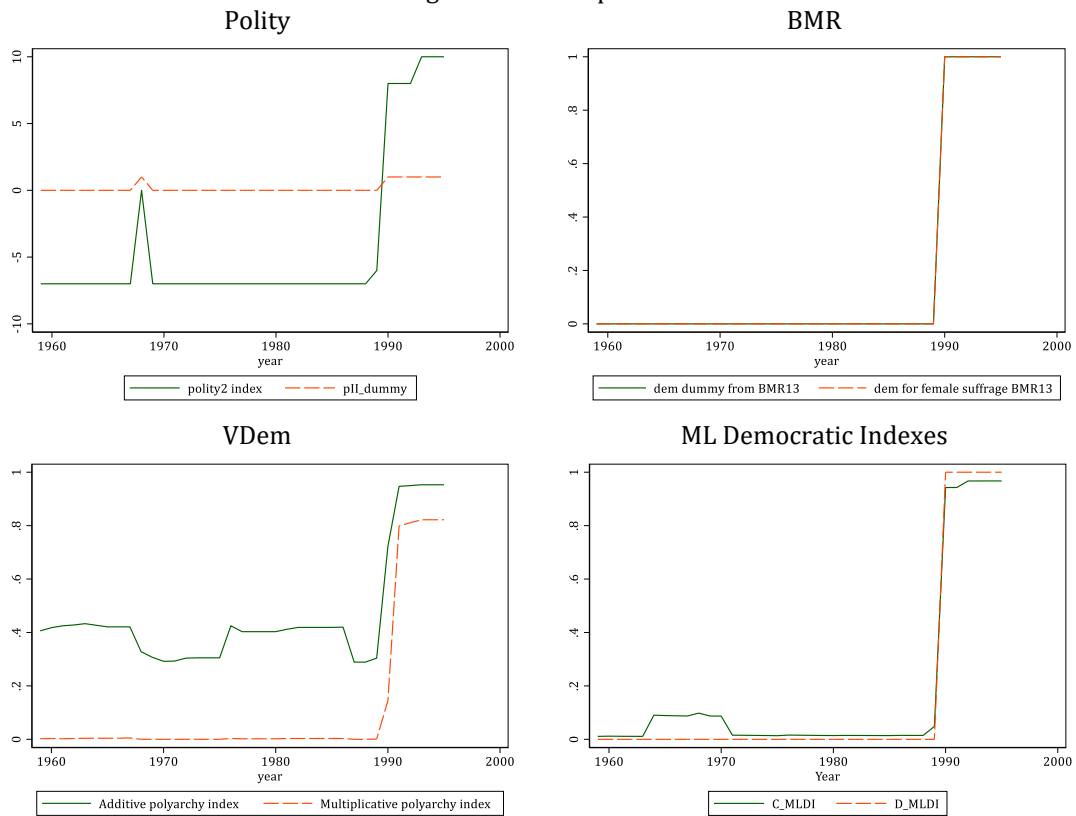 Polity
BMR
10
5
0
-5
-10
1960 1970 1980 1990 2000
year
polity2 index pII_dummy
1
.8
.6
.4
.2
0
1960 1970 1980 1990 2000
year
dem dummy from BMR13 dem for female suffrage BMR13
VDem
ML Democratic Indexes
1
.8
.6
.4
.2
0
1960 1970 1980 1990 2000
year
Additive polyarchy index Multiplicative polyarchy index
1
.8
.6
.4
.2
0
1960 1970 1980 1990 2000
Year
C_MLDI D_MLDI